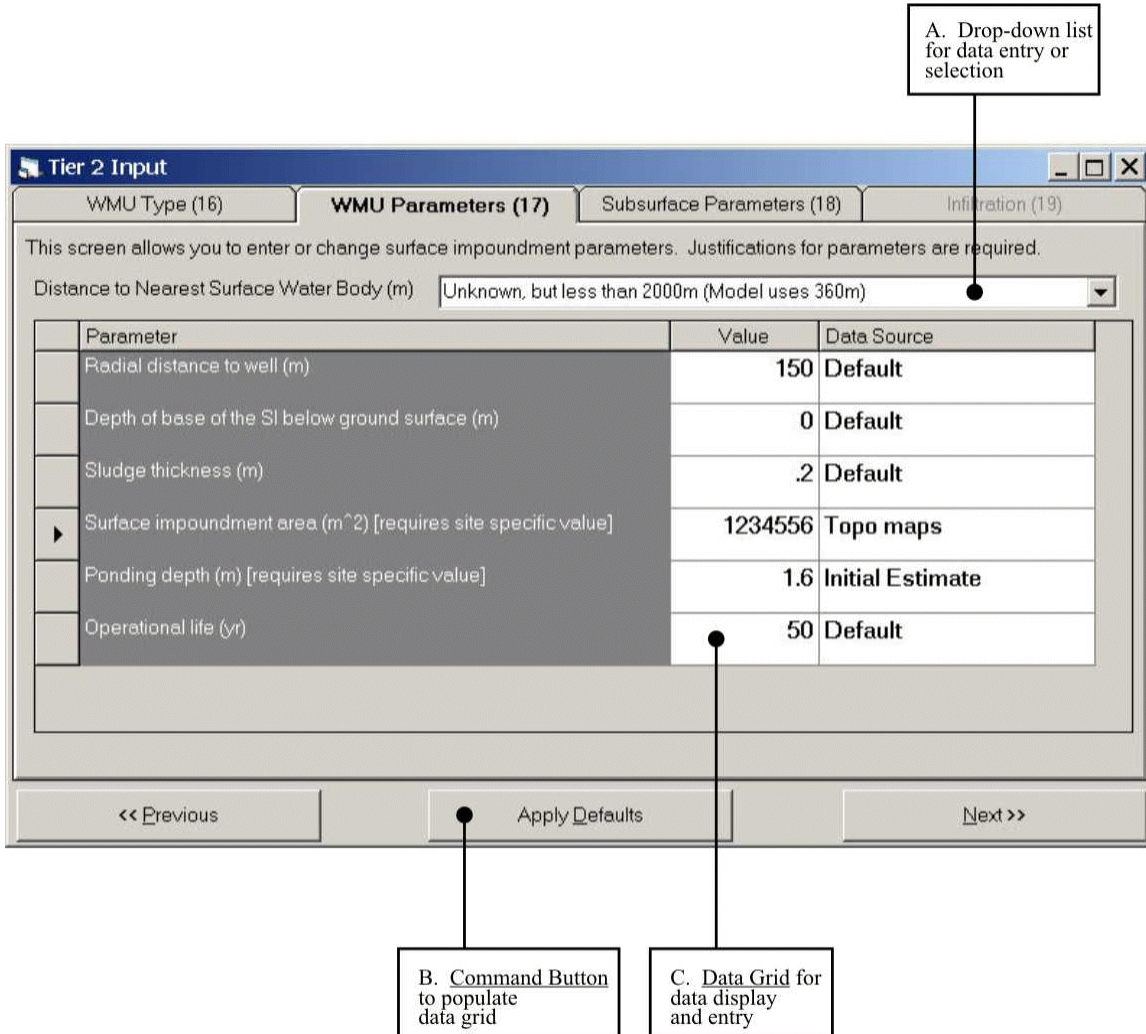 A. Drop-down list
for data entry or
selection
Tier 2 Input
WMU Type (16) WMU Parameters (17) Subsurface Parameters (18) Infiltration (19)
This screen allows you to enter or change surface impoundment parameters. Justifications for parameters are required.
Distance to Nearest Surface Water Body (m) Unknown, but less than 2000m (Model uses 360m)
Parameter Value Data Source
Radial distance to well (m) 150 Default
Depth of base of the SI below ground surface (m) 0 Default
Sludge thickness (m) .2 Default
Surface impoundment area (m^2) [requires site specific value] 1234556 Topo maps
Ponding depth (m) [requires site specific value] 1.6 Initial Estimate
Operational life (yr) 50 Default
<< Previous Apply Defaults Next >>
B. Command Button
to populate
data grid
C. Data Grid for
data display
and entry